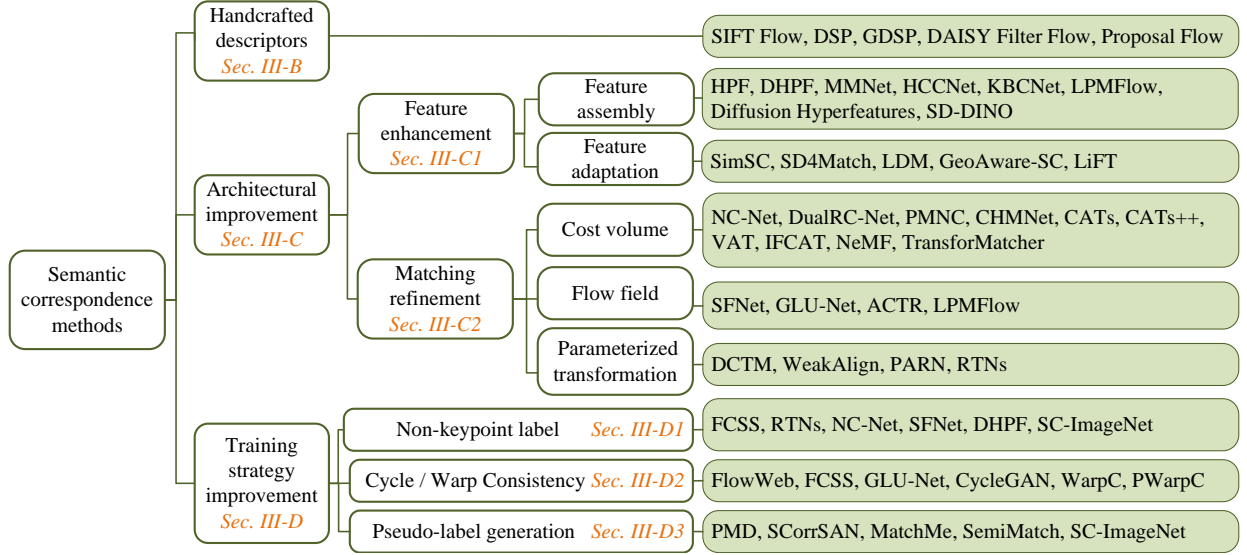 Handcrafted
descriptors
Sec. III-B
SIFT Flow, DSP, GDSP, DAISY Filter Flow, Proposal Flow
Semantic
correspondence
methods
Architectural
improvement
Sec. III-C
Feature
enhancement
Sec. III-C1
Feature
assembly
HPF, DHPF, MMNet, HCCNet, KBCNet, LPMFlow,
Diffusion Hyperfeatures, SD-DINO
Feature
adaptation
SimSC, SD4Match, LDM, GeoAware-SC, LiFT
Matching
refinement
Sec. III-C2
Cost volume
NC-Net, DualRC-Net, PMNC, CHMNet, CATs, CATs++,
VAT, IFCAT, NeMF, TransforMatcher
Flow field
SFNet, GLU-Net, ACTR, LPMFlow
Parameterized
transformation
DCTM, WeakAlign, PARN, RTNs
Training
strategy
improvement
Sec. III-D
Non-keypoint label Sec. III-D1
FCSS, RTNs, NC-Net, SFNet, DHPF, SC-ImageNet
Cycle / Warp Consistency Sec. III-D2
FlowWeb, FCSS, GLU-Net, CycleGAN, WarpC, PWarpC
Pseudo-label generation Sec. III-D3
PMD, SCorrSAN, MatchMe, SemiMatch, SC-ImageNet